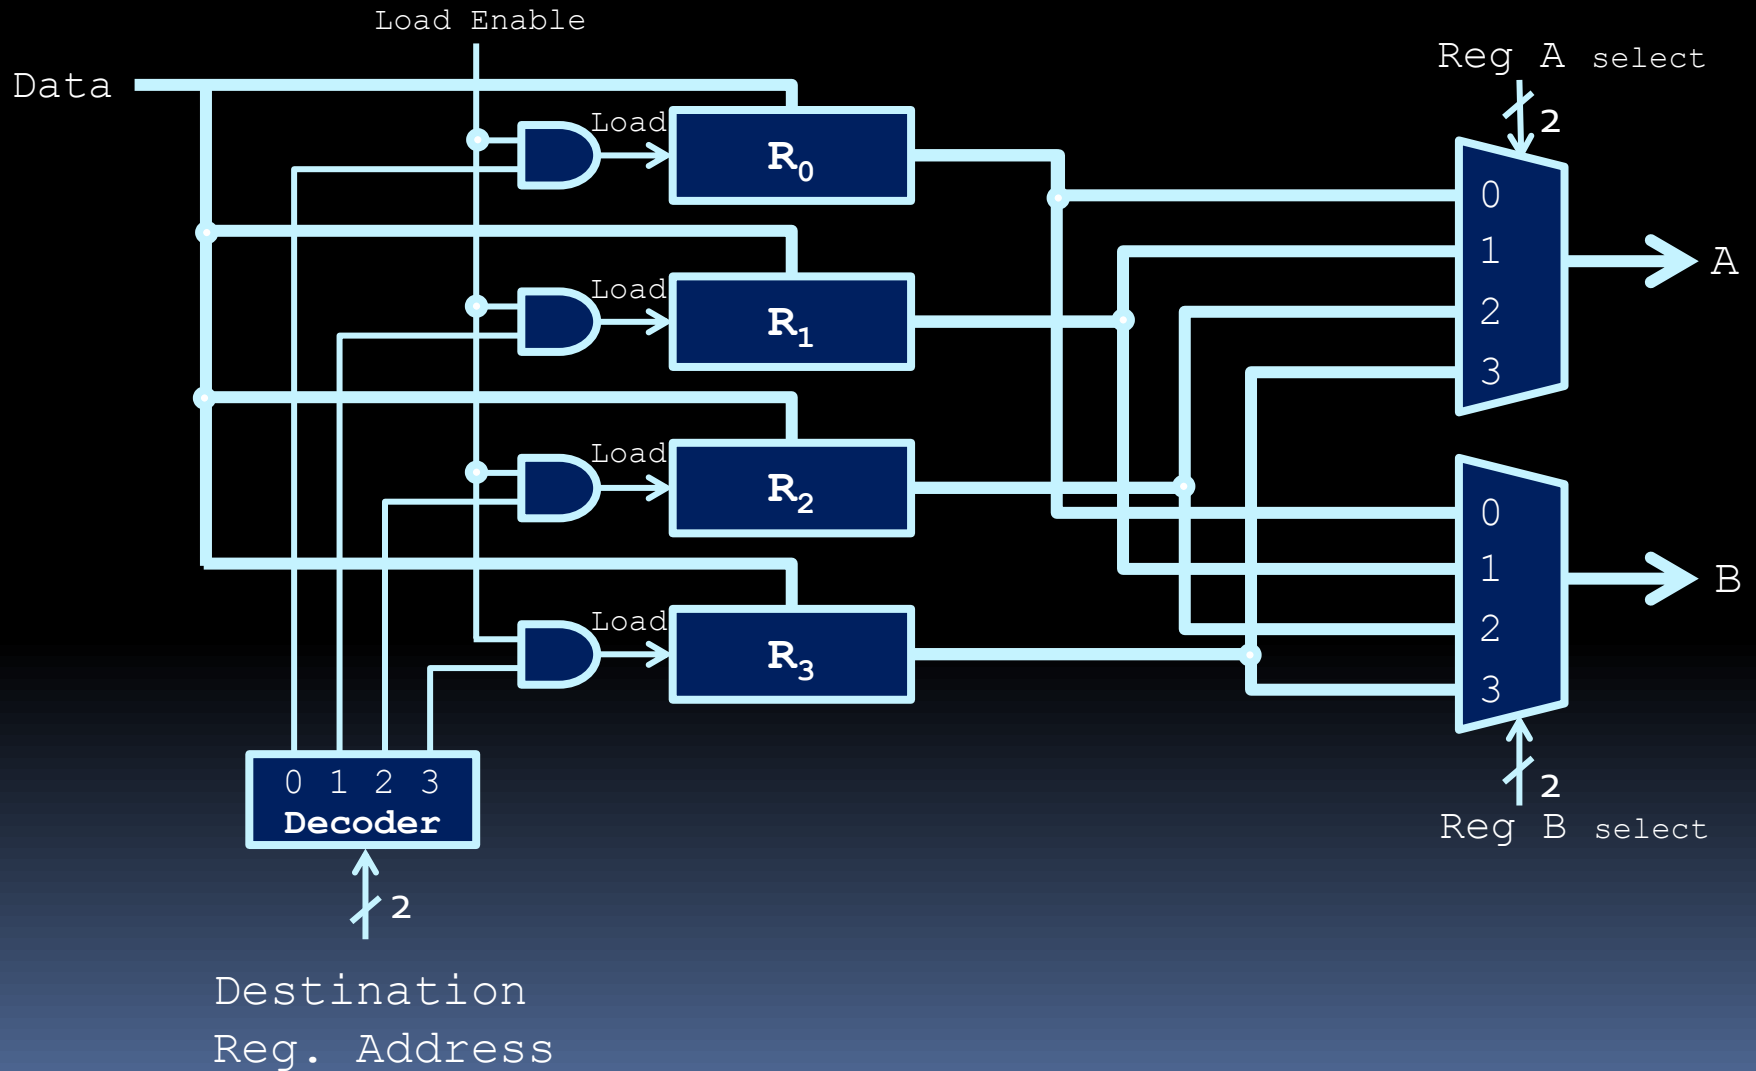 Load Enable
Data
Reg A select
2
Load
R0
0
1
2
3
A
Load
R1
Load
R2
Load
R3
0
1
2
3
B
0 1 2 3
Decoder
2
Reg B select
2
Destination
Reg. Address